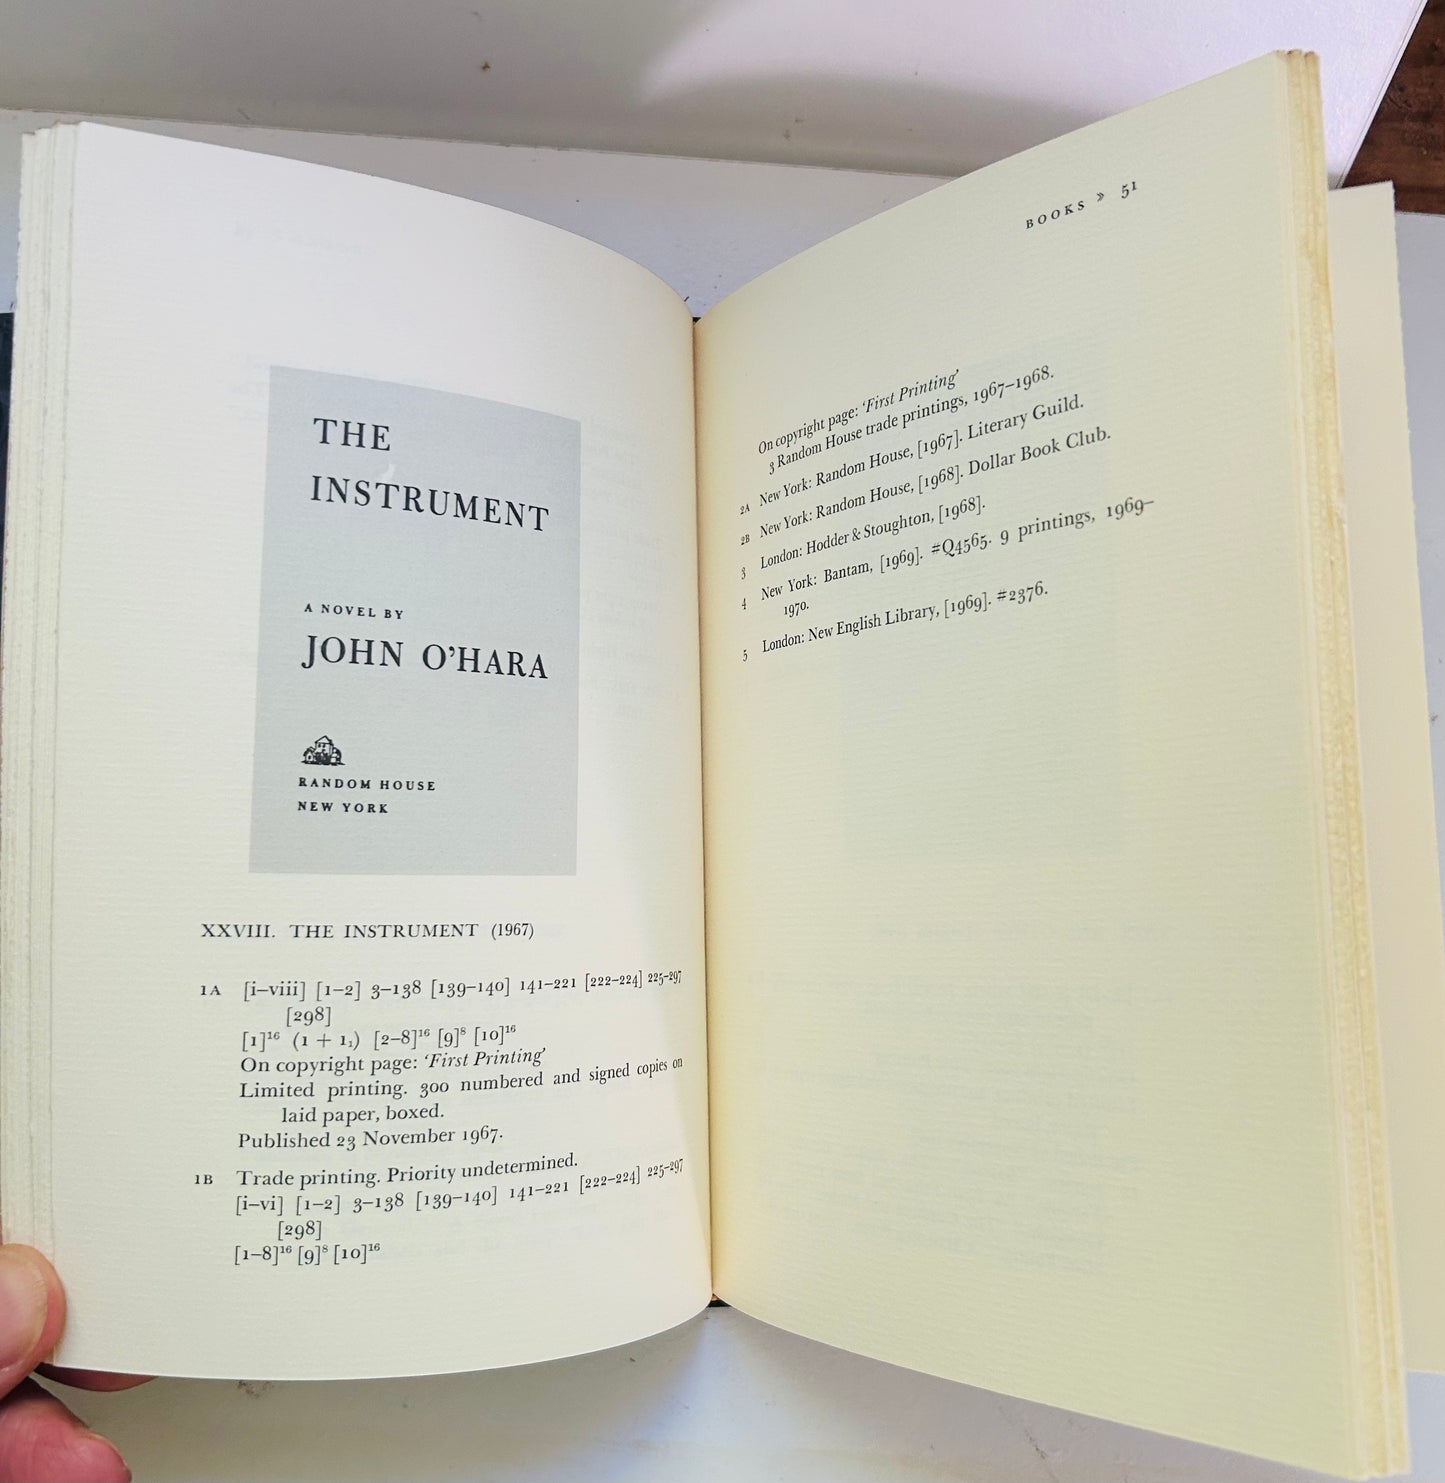 THE
INSTRUMENT
A NOVEL BY
JOHN O'HARA
RANDOM HOUSE
NEW YORK
XXVIII. THE INSTRUMENT (1967)
1A [i–viii] [1–2] 3–138 [139–140] 141–221 [222–224] 225–297
[298]
[1]¹⁶ (1 + 1₁) [2–8]¹⁶ [9]⁸ [10]¹⁶
On copyright page: ‘First Printing’
Limited printing. 300 numbered and signed copies on
laid paper, boxed.
Published 23 November 1967.
1B Trade printing. Priority undetermined.
[i–vi] [1–2] 3–138 [139–140] 141–221 [222–224] 225–297
[298]
[1–8]¹⁶ [9]⁸ [10]¹⁶
BOOKS » 51
On copyright page: ‘First Printing’
3 Random House trade printings, 1967–1968.
2A New York: Random House, [1967]. Literary Guild.
2B New York: Random House, [1968]. Dollar Book Club.
3 London: Hodder & Stoughton, [1968].
4 New York: Bantam, [1969]. #Q4565. 9 printings, 1969–
1970.
5 London: New English Library, [1969]. #2376.